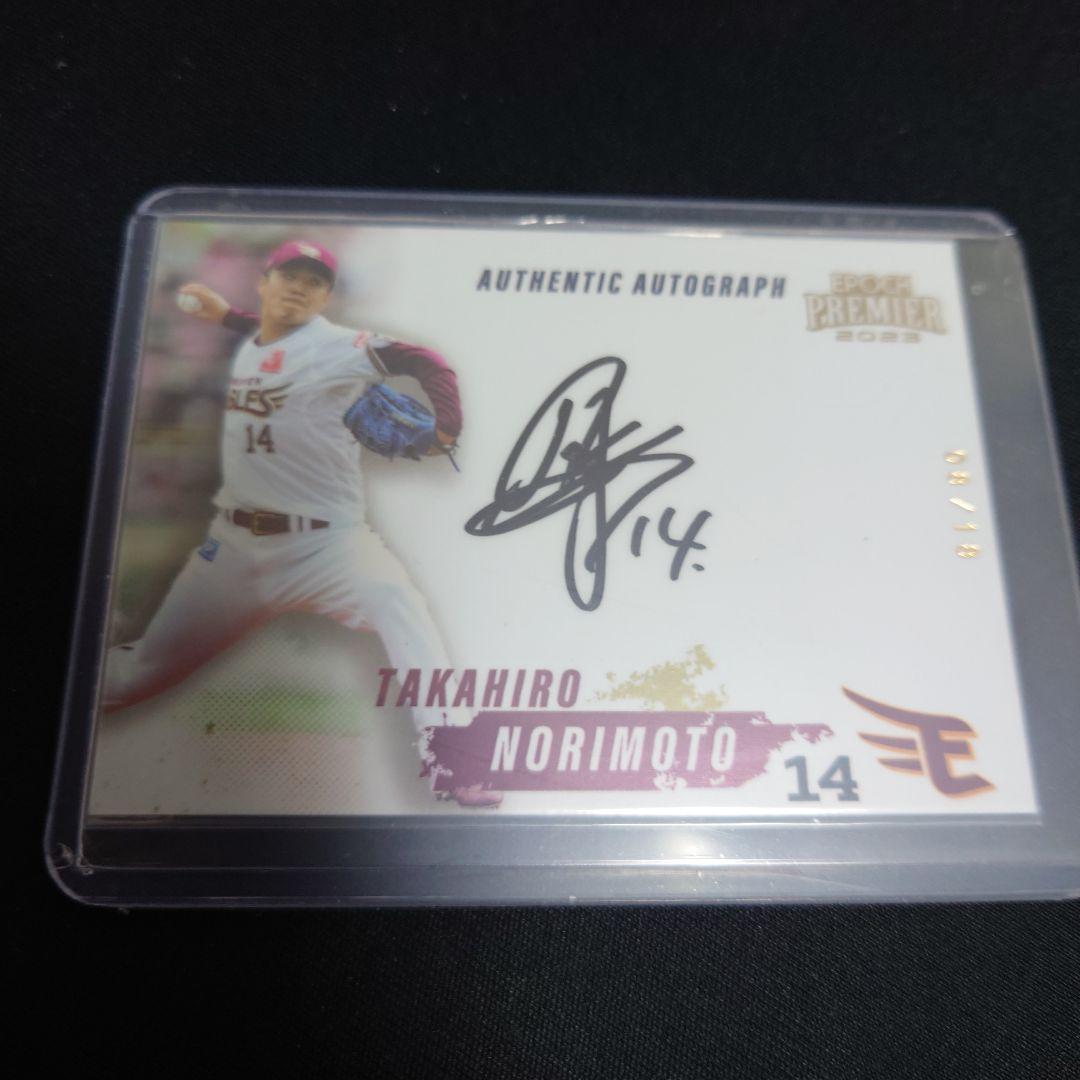 AUTHENTIC AUTOGRAPH
EPOCH
PREMIER
2023
14
14.
TAKAHIRO
NORIMOTO
14
E